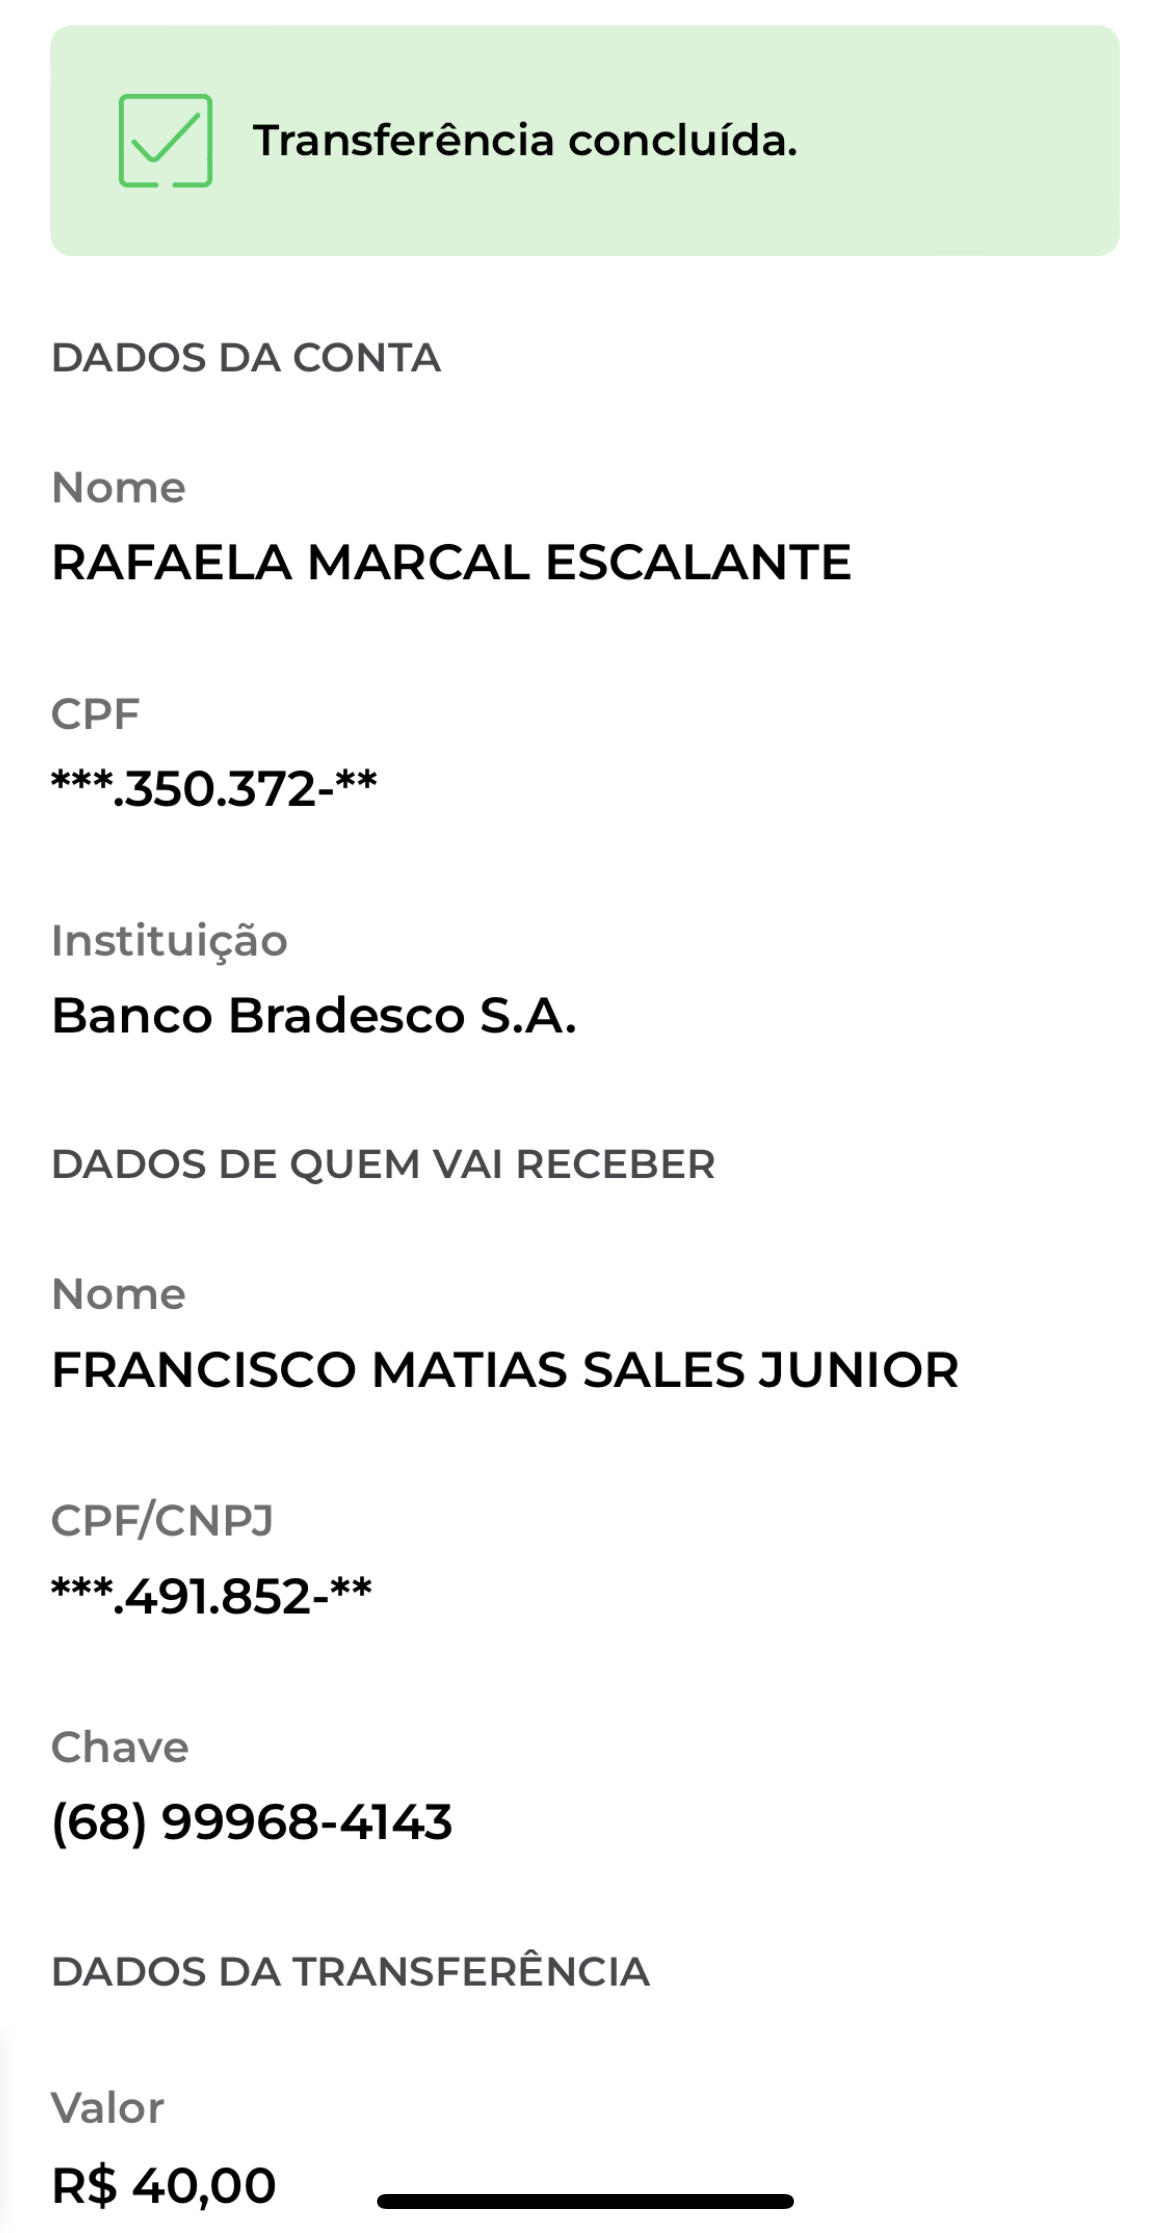 Transferência concluída.
DADOS DA CONTA
Nome
RAFAELA MARCAL ESCALANTE
CPF
***.350.372-**
Instituição
Banco Bradesco S.A.
DADOS DE QUEM VAI RECEBER
Nome
FRANCISCO MATIAS SALES JUNIOR
CPF/CNPJ
***.491.852-**
Chave
(68) 99968-4143
DADOS DA TRANSFERÊNCIA
Valor
R$ 40,00